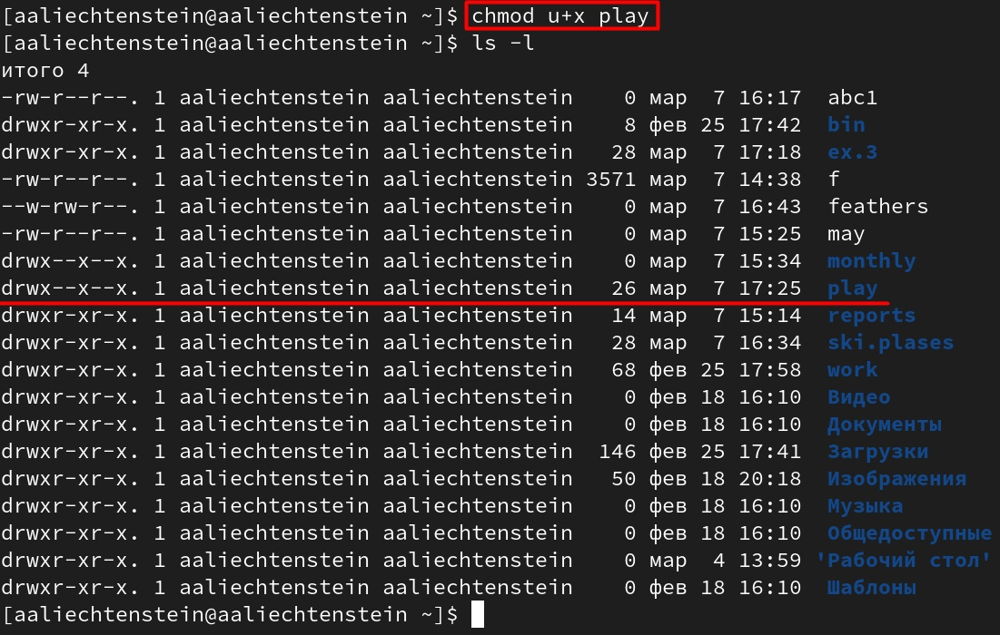 [aaliechtenstein@aaliechtenstein ~]$ chmod u+x play
[aaliechtenstein@aaliechtenstein ~]$ ls -l
итого 4
-rw-r--r--. 1 aaliechtenstein aaliechtenstein    0 мар  7 16:17  abc1
drwxr-xr-x. 1 aaliechtenstein aaliechtenstein    8 фев 25 17:42  bin
drwxr-xr-x. 1 aaliechtenstein aaliechtenstein   28 мар  7 17:18  ex.3
-rw-r--r--. 1 aaliechtenstein aaliechtenstein 3571 мар  7 14:38  f
--w-rw-r--. 1 aaliechtenstein aaliechtenstein    0 мар  7 16:43  feathers
-rw-r--r--. 1 aaliechtenstein aaliechtenstein    0 мар  7 15:25  may
drwx--x--x. 1 aaliechtenstein aaliechtenstein    0 мар  7 15:34  monthly
drwx--x--x. 1 aaliechtenstein aaliechtenstein   26 мар  7 17:25  play
drwxr-xr-x. 1 aaliechtenstein aaliechtenstein   14 мар  7 15:14  reports
drwxr-xr-x. 1 aaliechtenstein aaliechtenstein   28 мар  7 16:34  ski.plases
drwxr-xr-x. 1 aaliechtenstein aaliechtenstein   68 фев 25 17:58  work
drwxr-xr-x. 1 aaliechtenstein aaliechtenstein    0 фев 18 16:10  Видео
drwxr-xr-x. 1 aaliechtenstein aaliechtenstein    0 фев 18 16:10  Документы
drwxr-xr-x. 1 aaliechtenstein aaliechtenstein  146 фев 25 17:41  Загрузки
drwxr-xr-x. 1 aaliechtenstein aaliechtenstein   50 фев 18 20:18  Изображения
drwxr-xr-x. 1 aaliechtenstein aaliechtenstein    0 фев 18 16:10  Музыка
drwxr-xr-x. 1 aaliechtenstein aaliechtenstein    0 фев 18 16:10  Общедоступные
drwxr-xr-x. 1 aaliechtenstein aaliechtenstein    0 мар  4 13:59 'Рабочий стол'
drwxr-xr-x. 1 aaliechtenstein aaliechtenstein    0 фев 18 16:10  Шаблоны
[aaliechtenstein@aaliechtenstein ~]$